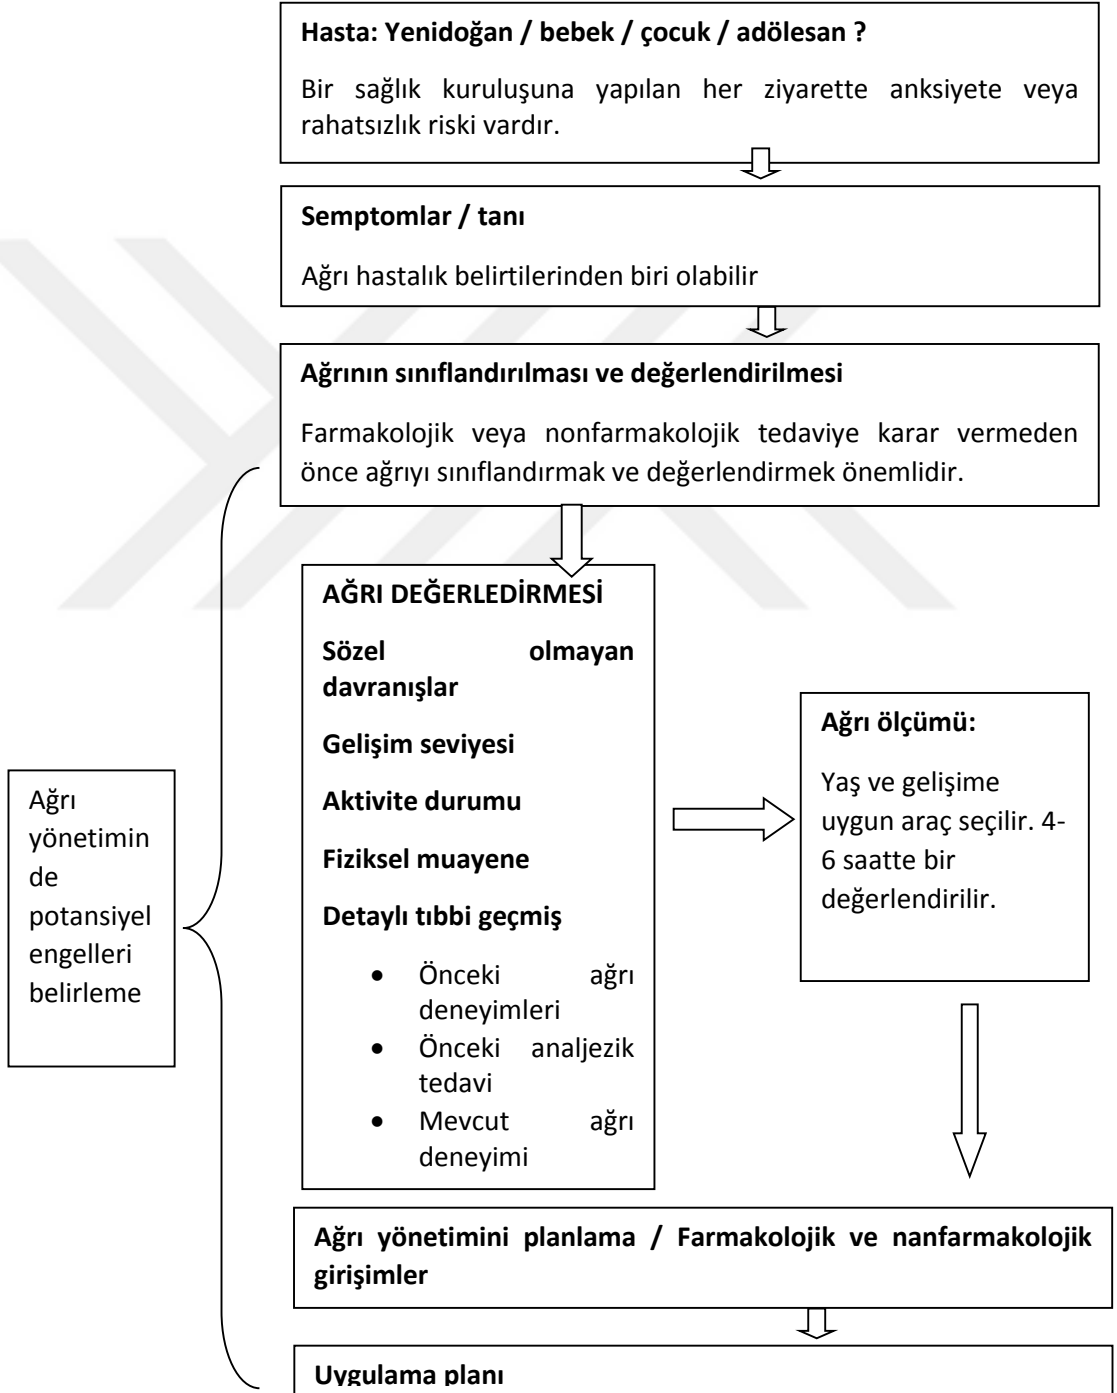 Hasta: Yenidoğan / bebek / çocuk / adölesan ?
Bir sağlık kuruluşuna yapılan her ziyarette anksiyete veya
rahatsızlık riski vardır.
Semptomlar / tanı
Ağrı hastalık belirtilerinden biri olabilir
Ağrının sınıflandırılması ve değerlendirilmesi
Farmakolojik veya nonfarmakolojik tedaviye karar vermeden
önce ağrıyı sınıflandırmak ve değerlendirmek önemlidir.
AĞRI DEĞERLEDİRMESİ
Sözel olmayan
davranışlar
Gelişim seviyesi
Aktivite durumu
Fiziksel muayene
Detaylı tıbbi geçmiş
• Önceki ağrı
deneyimleri
• Önceki analjezik
tedavi
• Mevcut ağrı
deneyimi
Ağrı ölçümü:
Yaş ve gelişime
uygun araç seçilir. 4-
6 saatte bir
değerlendirilir.
Ağrı
yönetimin
de
potansiyel
engelleri
belirleme
Ağrı yönetimini planlama / Farmakolojik ve nanfarmakolojik
girişimler
Uygulama planı